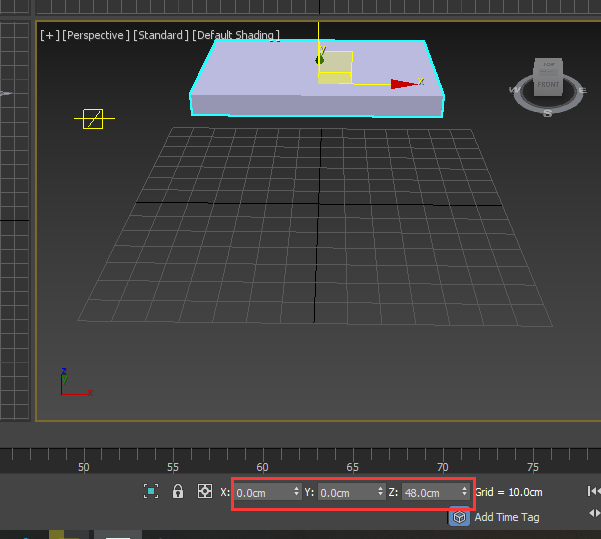 [+] [Perspective] [Standard] [Default Shading]
y
x
FRONT
W
E
S
z
y
x
50 55 60 65 70 75
X: 0.0cm Y: 0.0cm Z: 48.0cm Grid = 10.0cm
Add Time Tag